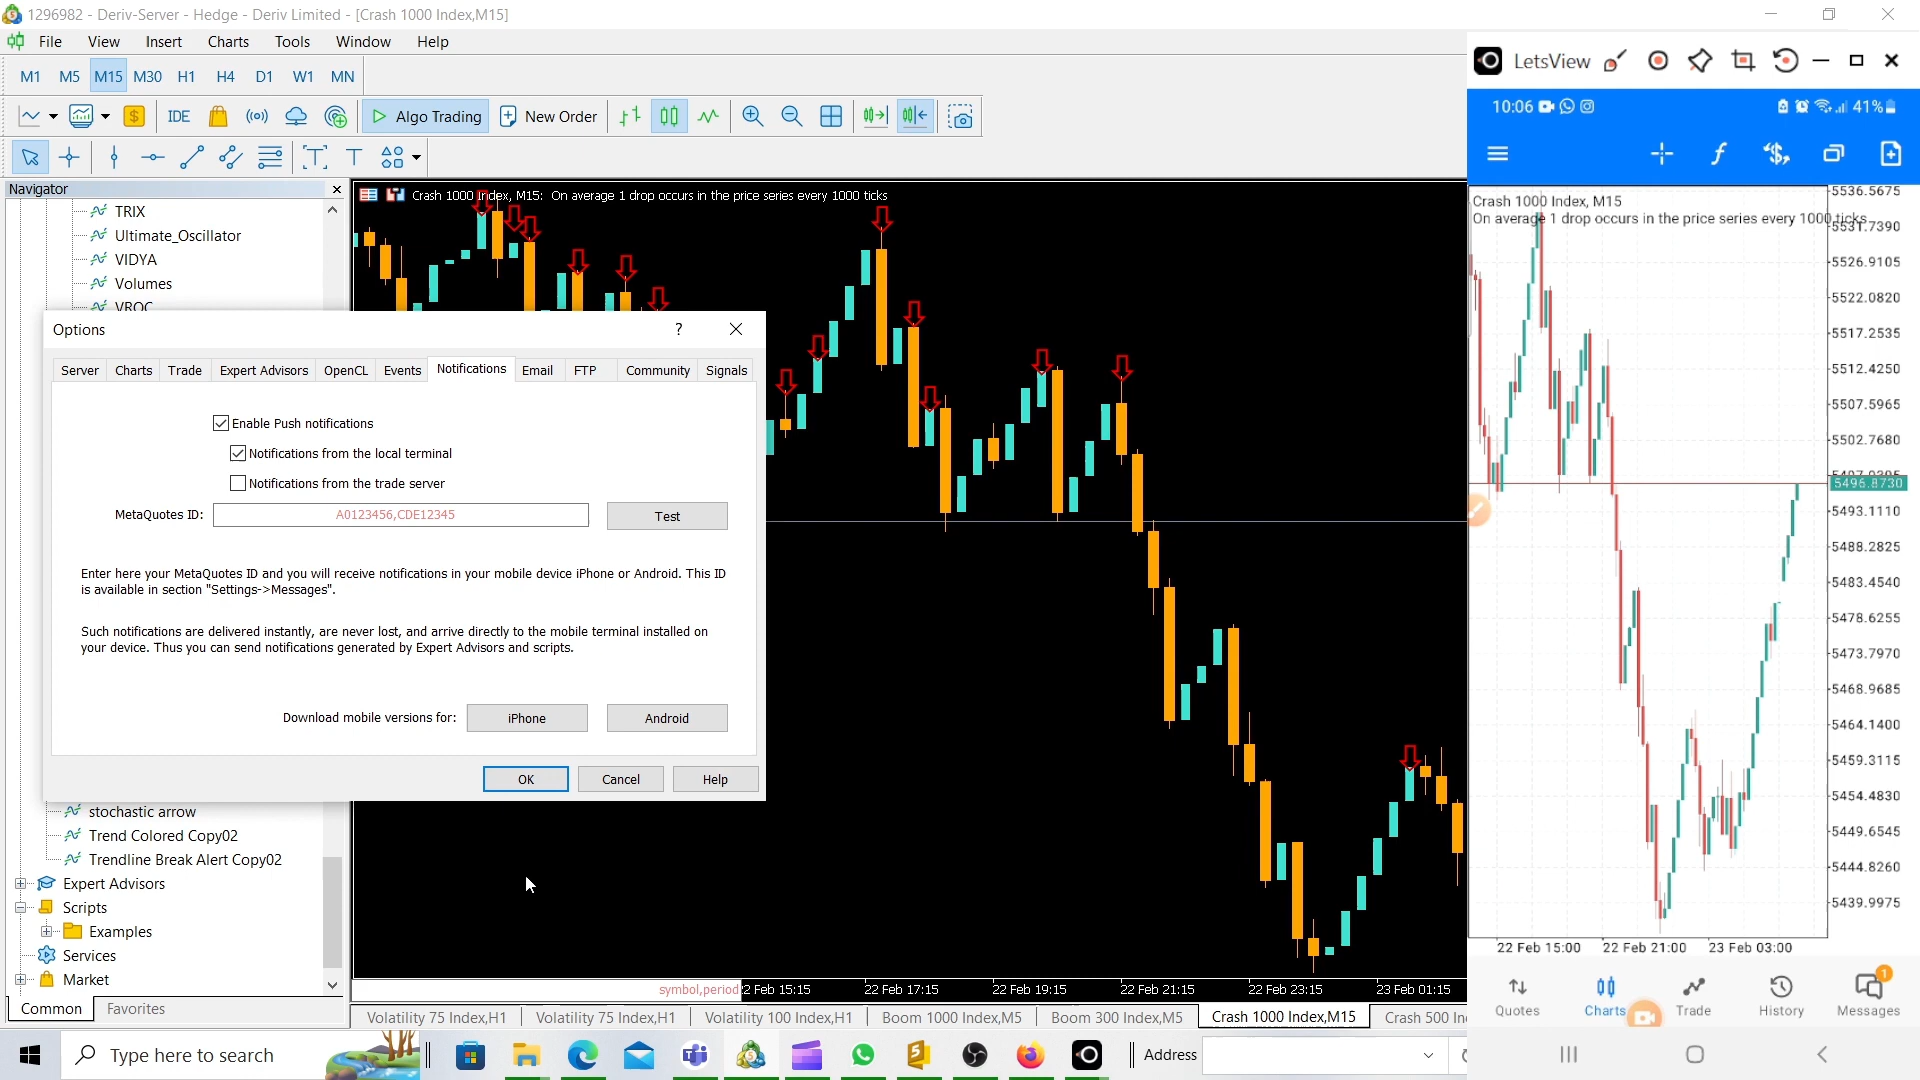 1296982 - Deriv-Server - Hedge - Deriv Limited - [Crash 1000 Index,M15]
File View Insert Charts Tools Window Help
M1 M5 M15 M30 H1 H4 D1 W1 MN
IDE Algo Trading New Order
Navigator
TRIX
Ultimate_Oscillator
VIDYA
Volumes
VROC
Crash 1000 Index, M15: On average 1 drop occurs in the price series every 1000 ticks
Options
Server Charts Trade Expert Advisors OpenCL Events Notifications Email FTP Community Signals
Enable Push notifications
Notifications from the local terminal
Notifications from the trade server
MetaQuotes ID: A0123456,CDE12345 Test
Enter here your MetaQuotes ID and you will receive notifications in your mobile device iPhone or Android. This ID
is available in section "Settings->Messages".
Such notifications are delivered instantly, are never lost, and arrive directly to the mobile terminal installed on
your device. Thus you can send notifications generated by Expert Advisors and scripts.
Download mobile versions for: iPhone Android
OK Cancel Help
stochastic arrow
Trend Colored Copy02
Trendline Break Alert Copy02
Expert Advisors
Scripts
Examples
Services
Market
Common Favorites
symbol,period
2 Feb 15:15 22 Feb 17:15 22 Feb 19:15 22 Feb 21:15 22 Feb 23:15 23 Feb 01:15
Volatility 75 Index,H1 Volatility 75 Index,H1 Volatility 100 Index,H1 Boom 1000 Index,M5 Boom 300 Index,M5 Crash 1000 Index,M15 Crash 500 In
Type here to search
Address
LetsView
10:06 41%
Crash 1000 Index, M15
On average 1 drop occurs in the price series every 1000 ticks
5536.5675
5531.7390
5526.9105
5522.0820
5517.2535
5512.4250
5507.5965
5502.7680
5496.8730
5493.1110
5488.2825
5483.4540
5478.6255
5473.7970
5468.9685
5464.1400
5459.3115
5454.4830
5449.6545
5444.8260
5439.9975
22 Feb 15:00 22 Feb 21:00 23 Feb 03:00
1
Quotes Charts Trade History Messages